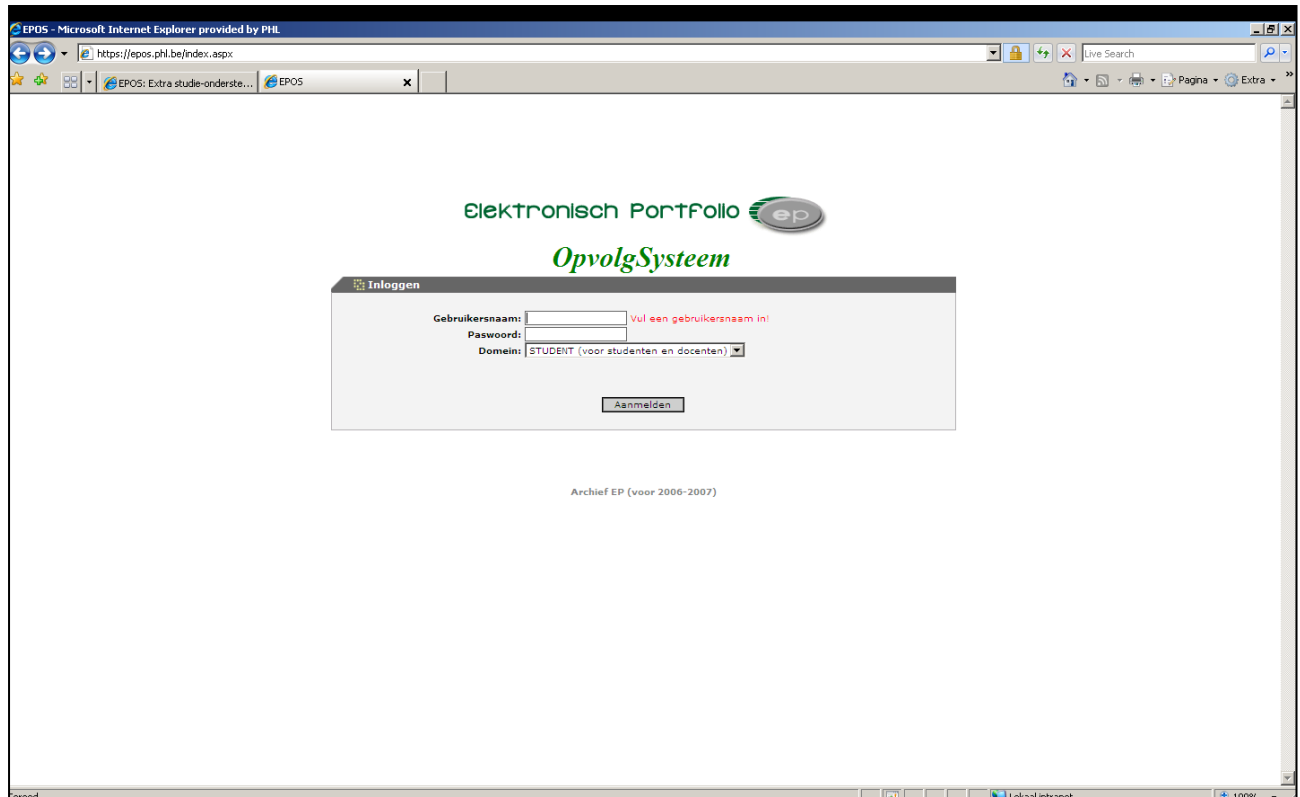 EPOS - Microsoft Internet Explorer provided by PHL
https://epos.phl.be/index.aspx
Live Search
EPOS: Extra studie-onderste... EPOS
Pagina Extra
Elektronisch Portfolio ep
OpvolgSysteem
Inloggen
Gebruikersnaam: Vul een gebruikersnaam in!
Paswoord:
Domein: STUDENT (voor studenten en docenten)
Aanmelden
Archief EP (voor 2006-2007)
Gereed Lokaal intranet 100%